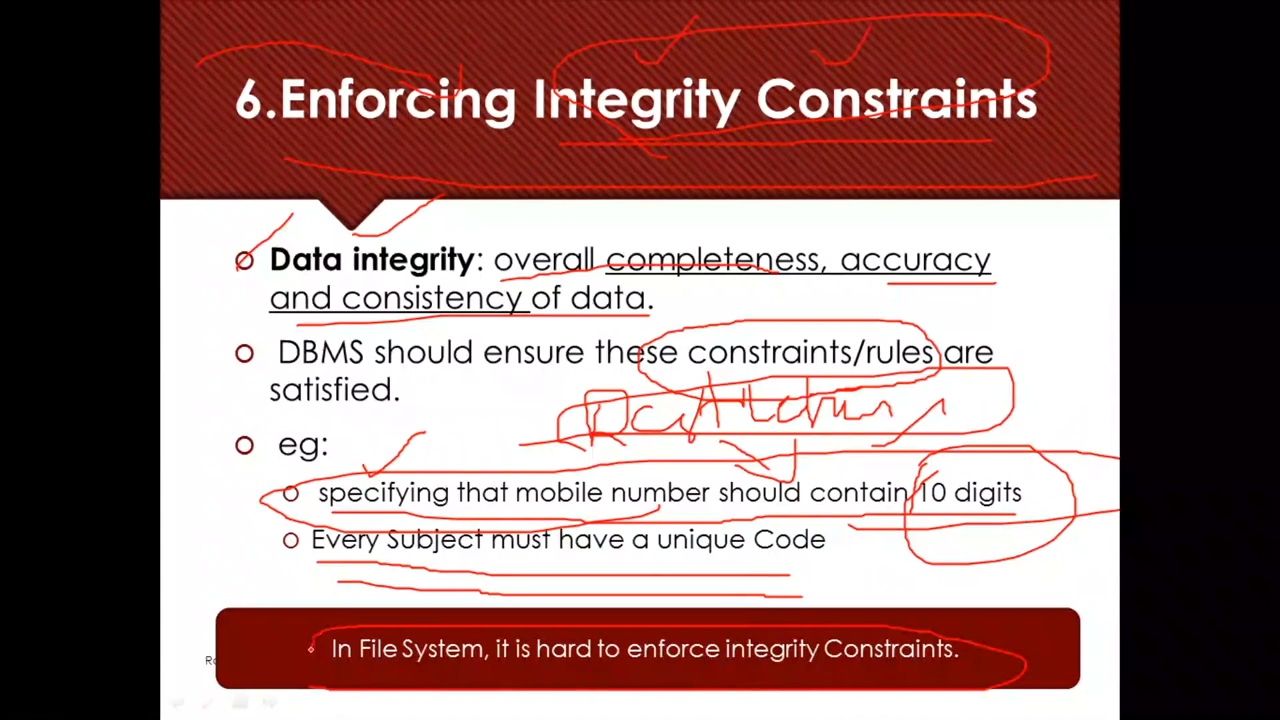 6.Enforcing Integrity Constraints
Data integrity: overall completeness, accuracy
and consistency of data.
DBMS should ensure these constraints/rules are
satisfied.
eg:
specifying that mobile number should contain 10 digits
Every Subject must have a unique Code
In File System, it is hard to enforce integrity Constraints.